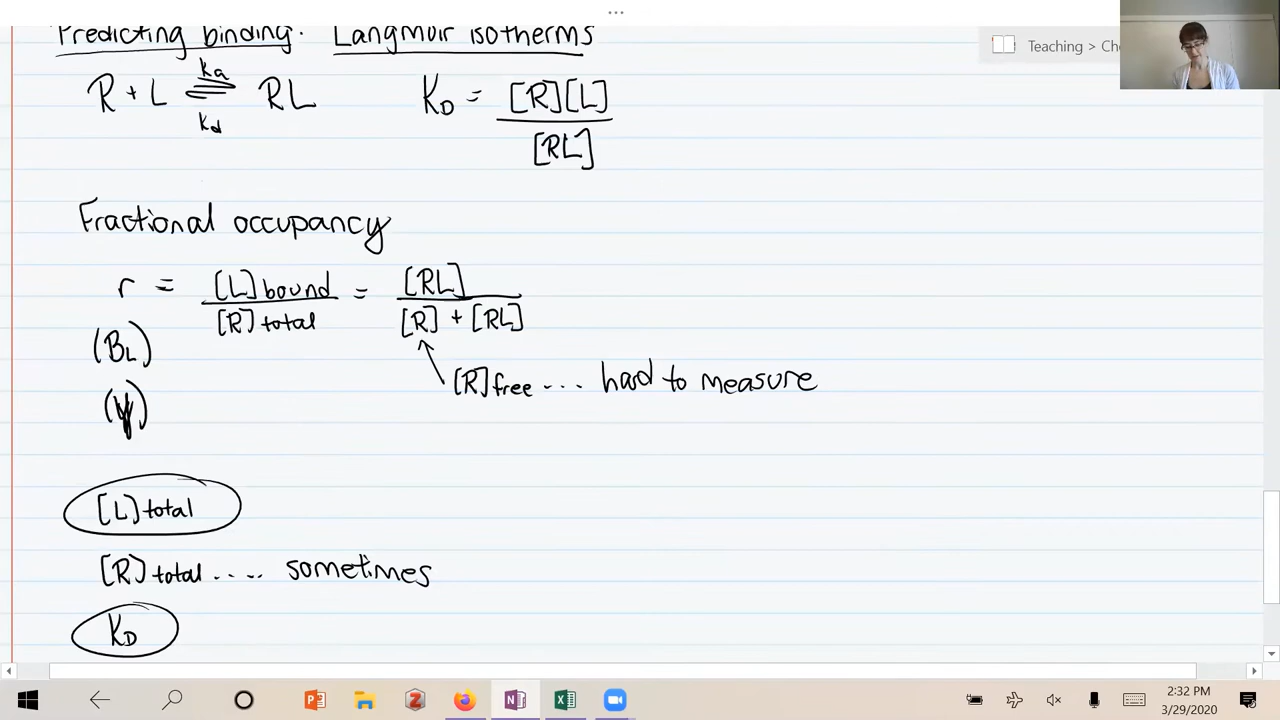 Predicting binding: Langmuir isotherms
Teaching > Che
R + L ka ⇌ kd RL KD = [R][L] / [RL]
Fractional occupancy
r = [L]bound / [R]total = [RL] / [R] + [RL]
(BL)
[R]free ... hard to measure
(Y)
[L]total
[R]total .... sometimes
KD
2:32 PM
3/29/2020